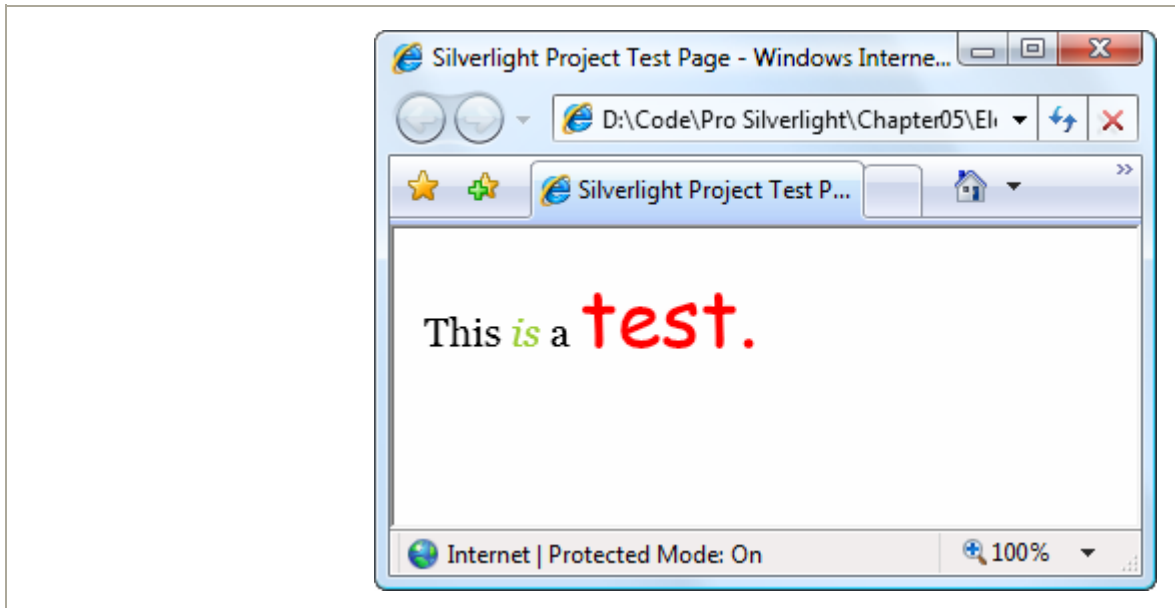 Silverlight Project Test Page - Windows Interne...
D:\Code\Pro Silverlight\Chapter05\El
Silverlight Project Test P...
This is a test.
Internet | Protected Mode: On
100%